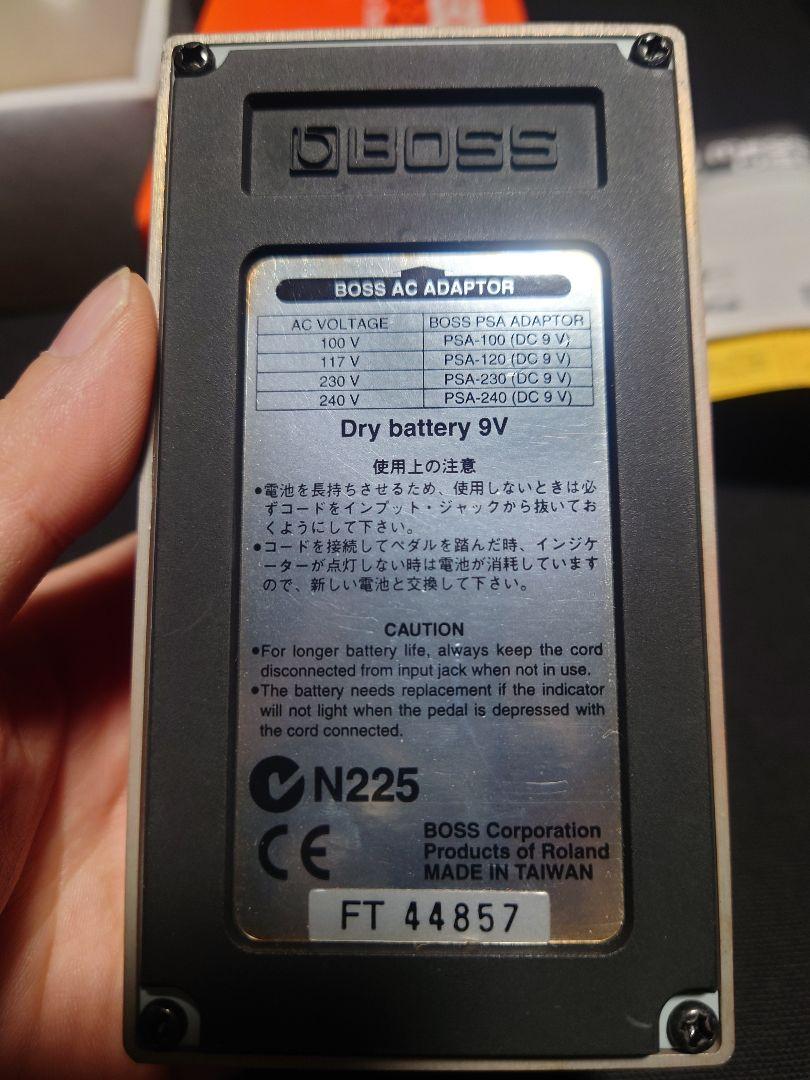 BOSS
BOSS AC ADAPTOR
AC VOLTAGE BOSS PSA ADAPTOR
100 V PSA-100 (DC 9 V)
117 V PSA-120 (DC 9 V)
230 V PSA-230 (DC 9 V)
240 V PSA-240 (DC 9 V)
Dry battery 9V
使用上の注意
●電池を長持ちさせるため、使用しないときは必
ずコードをインプット・ジャックから抜いてお
くようにして下さい。
●コードを接続してペダルを踏んだ時、インジケ
ーターが点灯しない時は電池が消耗しています
ので、新しい電池と交換して下さい。
CAUTION
●For longer battery life, always keep the cord
disconnected from input jack when not in use.
●The battery needs replacement if the indicator
will not light when the pedal is depressed with
the cord connected.
N225
CE
BOSS Corporation
Products of Roland
MADE IN TAIWAN
FT 44857